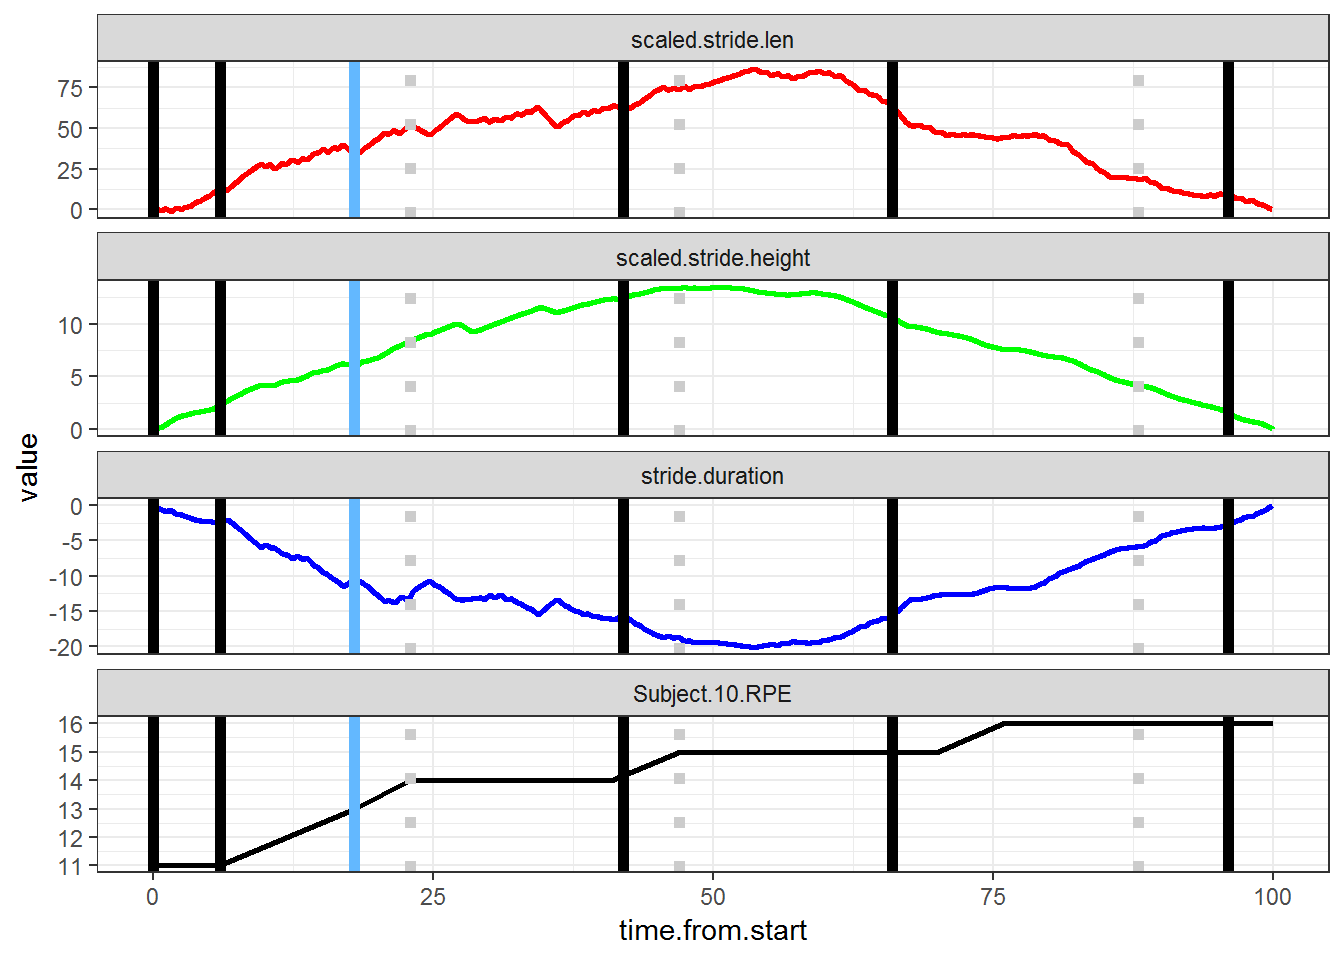 scaled.stride.len
75
50
25
0
scaled.stride.height
10
5
0
value
stride.duration
0
-5
-10
-15
-20
Subject.10.RPE
16
15
14
13
12
11
0 25 50 75 100
time.from.start